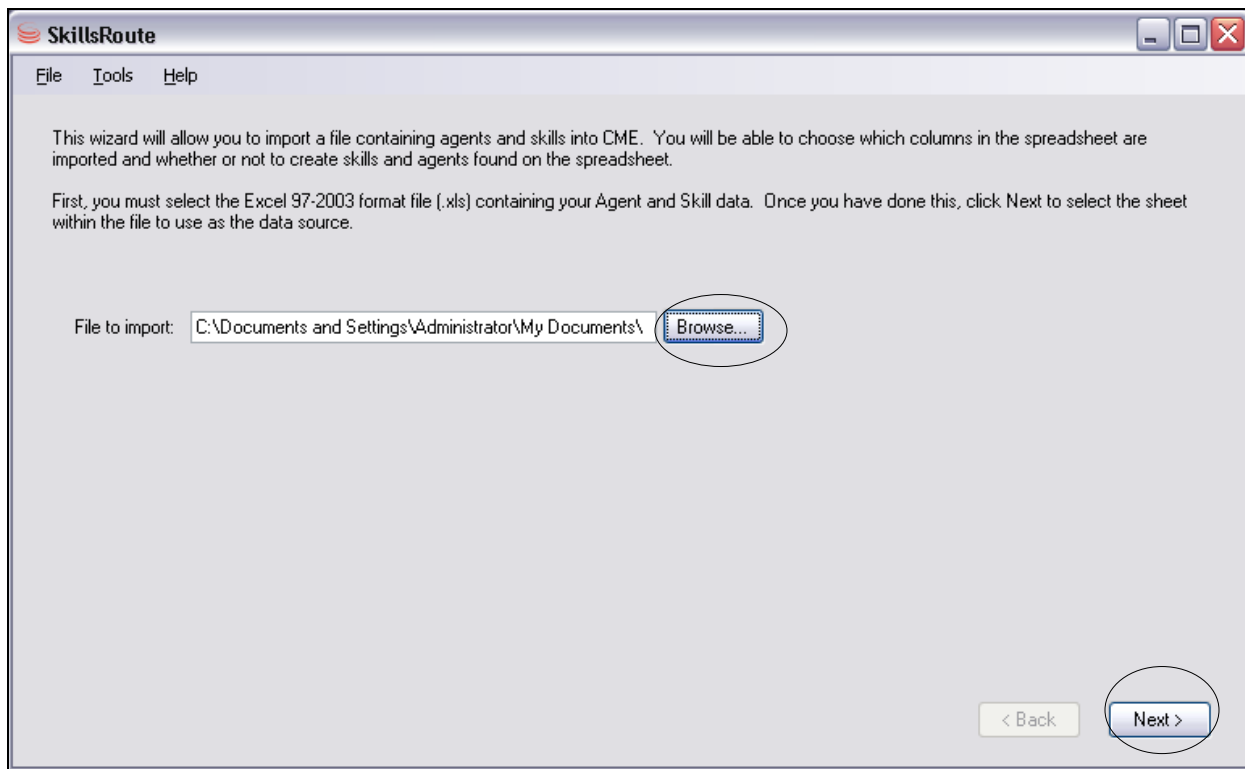 SkillsRoute
File Tools Help
This wizard will allow you to import a file containing agents and skills into CME.  You will be able to choose which columns in the spreadsheet are
imported and whether or not to create skills and agents found on the spreadsheet.
First, you must select the Excel 97-2003 format file (.xls) containing your Agent and Skill data.  Once you have done this, click Next to select the sheet
within the file to use as the data source.
File to import: C:\Documents and Settings\Administrator\My Documents\ Browse...
< Back Next >